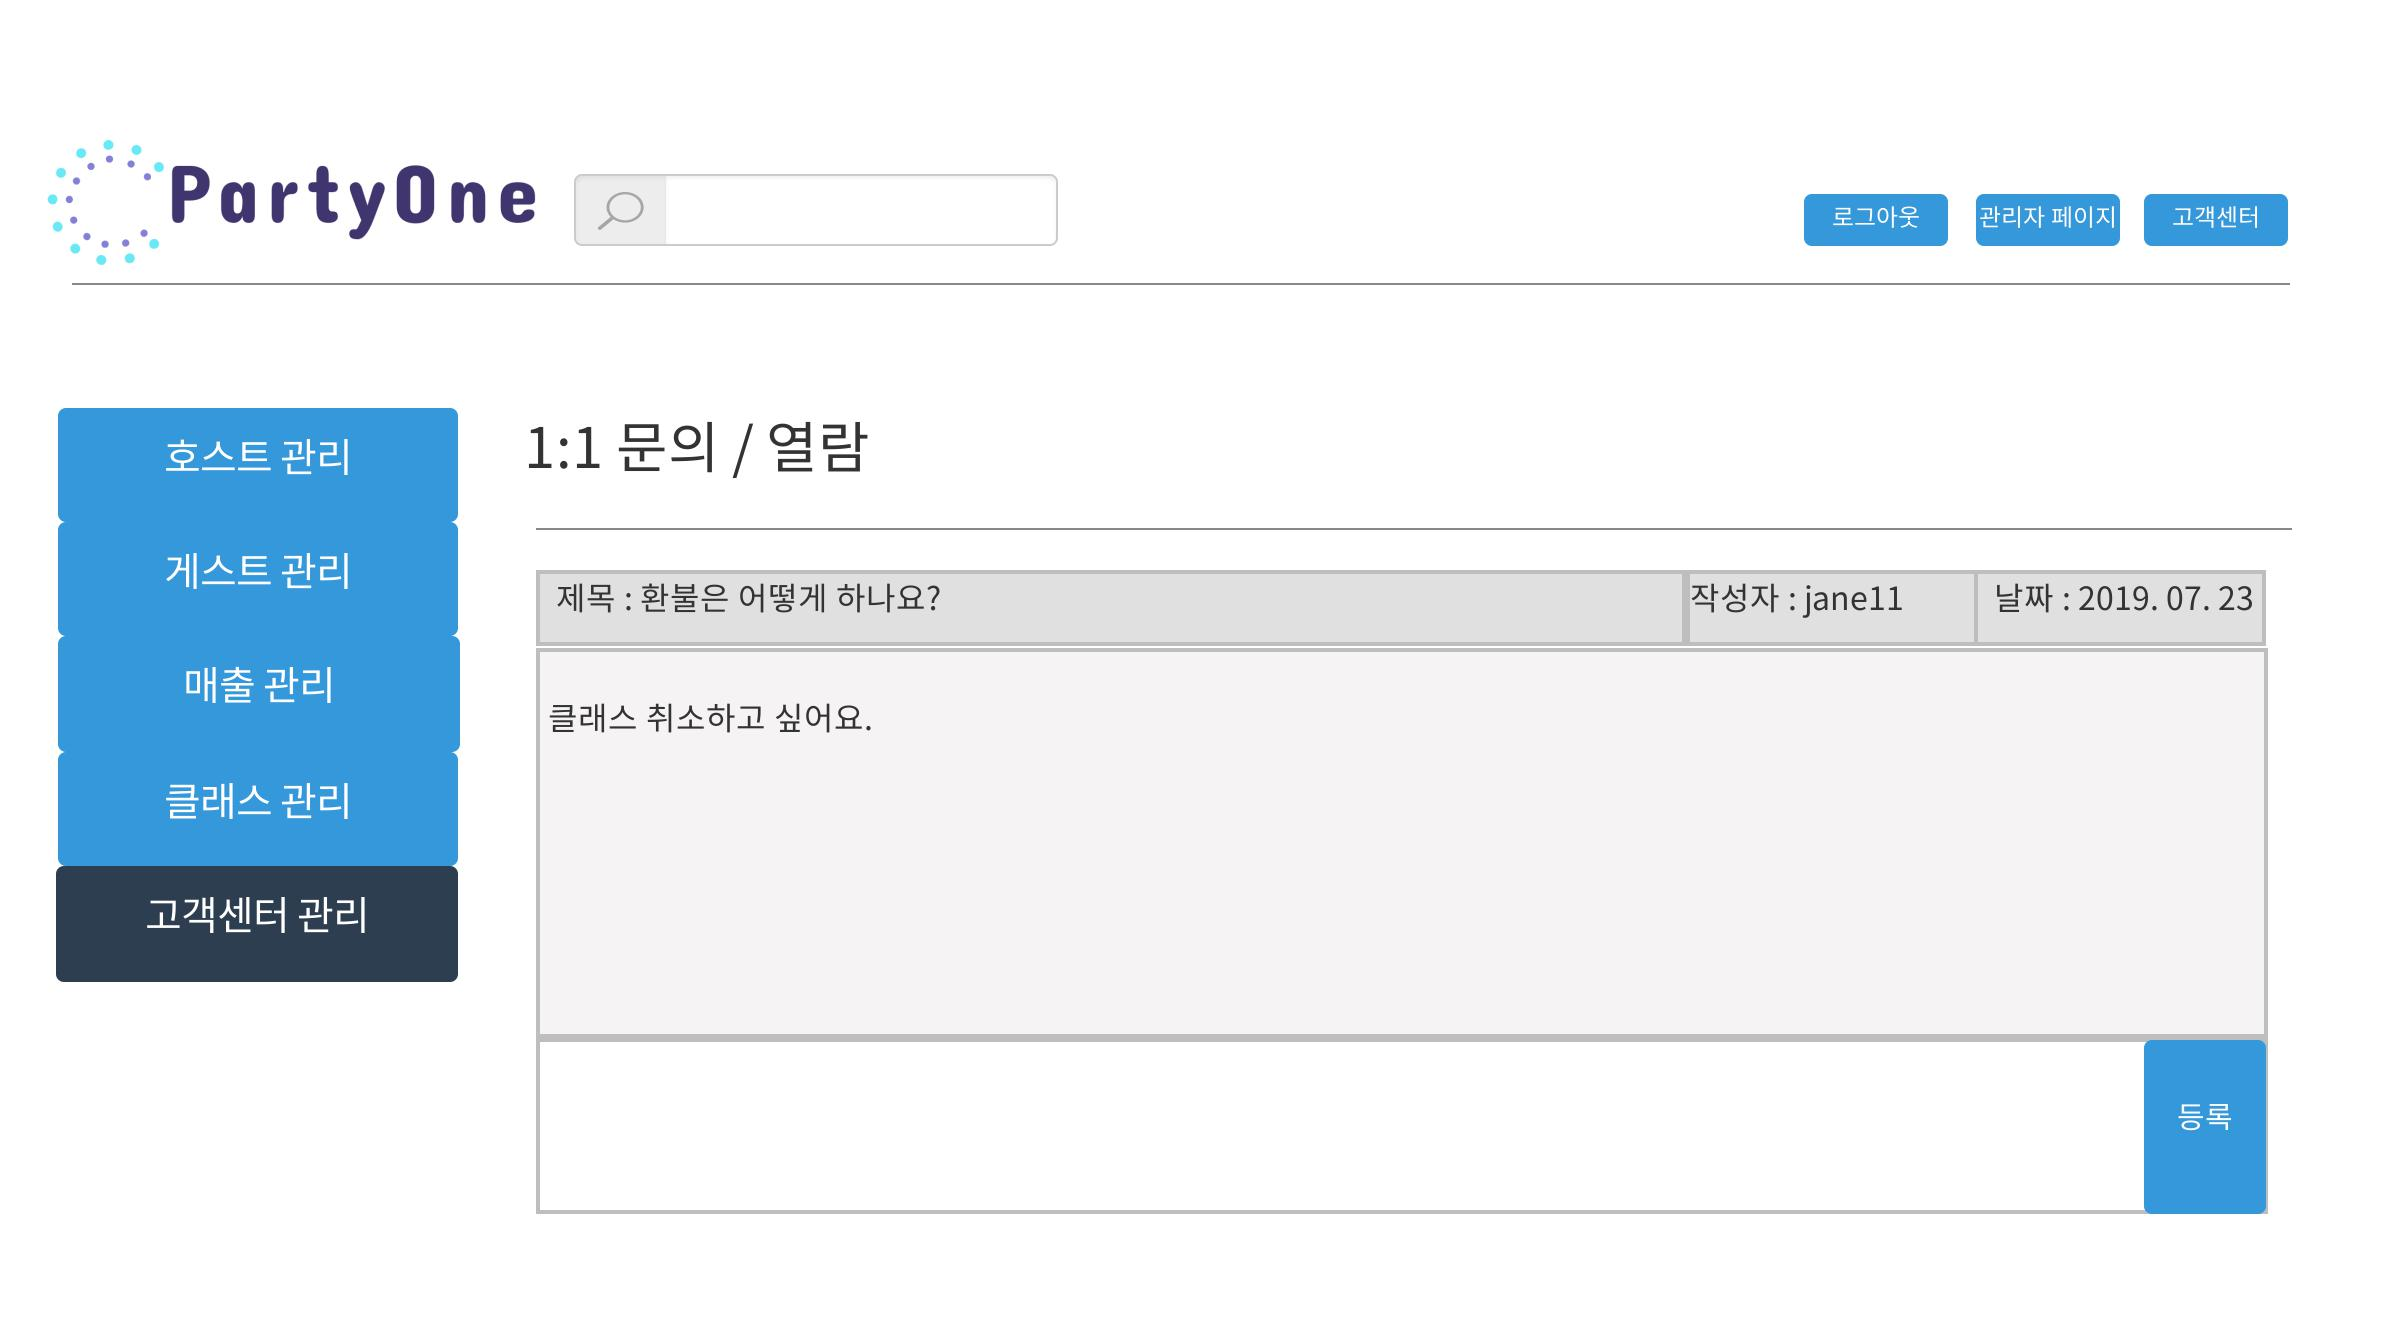 PartyOne
로그아웃
관리자 페이지
고객센터
호스트 관리
게스트 관리
매출 관리
클래스 관리
고객센터 관리
1:1 문의 / 열람
제목 : 환불은 어떻게 하나요?
작성자 : jane11
날짜 : 2019. 07. 23
클래스 취소하고 싶어요.
등록